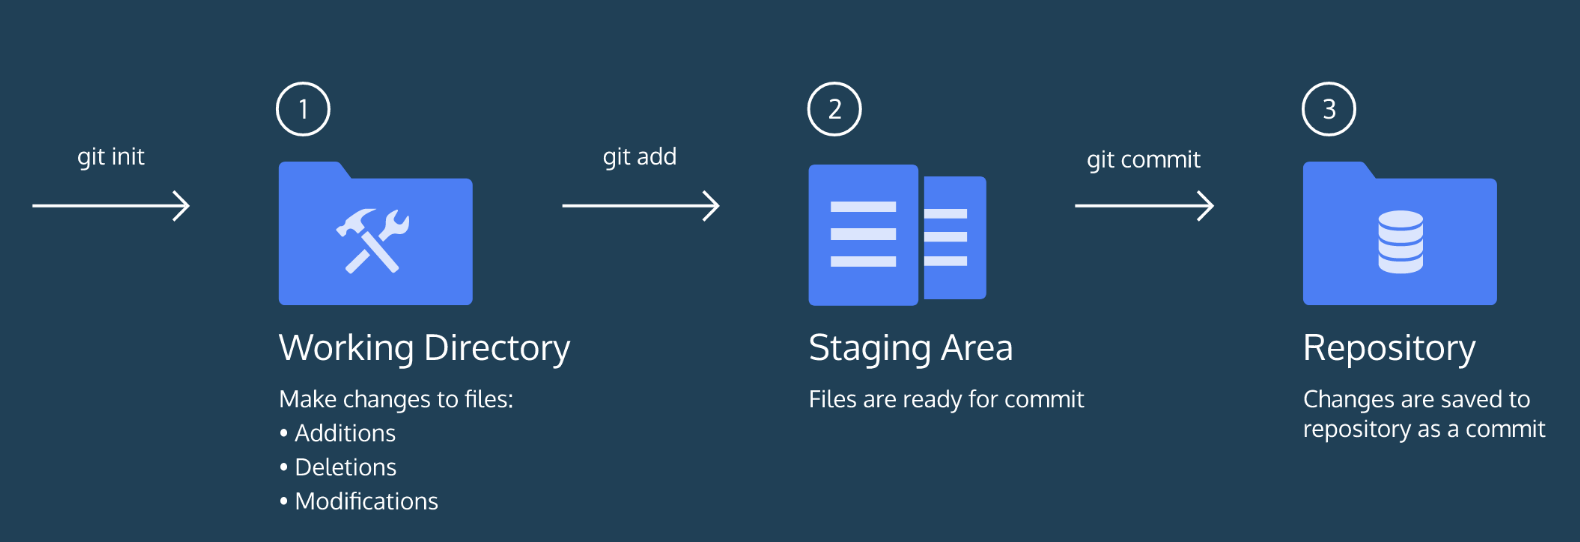 git init
1
Working Directory
Make changes to files:
• Additions
• Deletions
• Modifications
git add
2
Staging Area
Files are ready for commit
git commit
3
Repository
Changes are saved to
repository as a commit